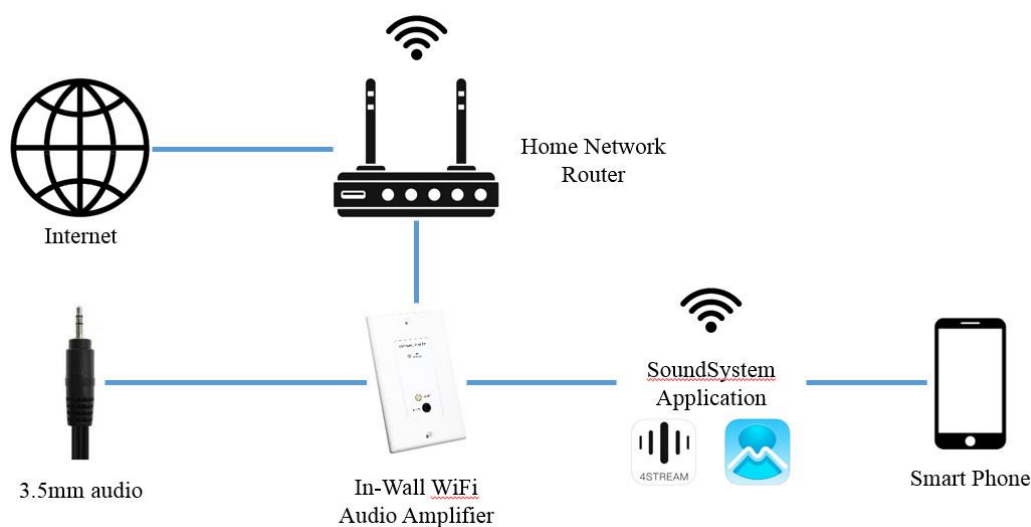 Home Network
Router
Internet
SoundSystem
Application
4STREAM
3.5mm audio
In-Wall WiFi
Audio Amplifier
Smart Phone